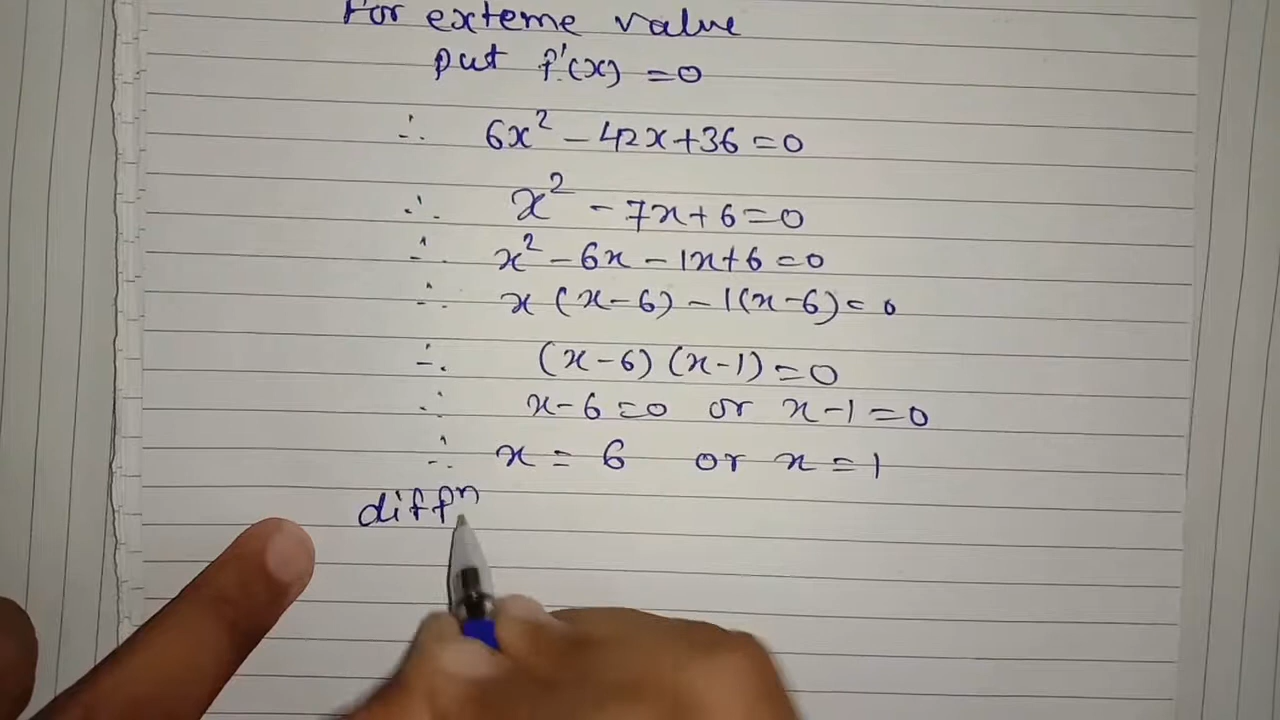 For exteme value
put f'(x) = 0
∴ 6x² - 42x + 36 = 0
∴ x² - 7x + 6 = 0
∴ x² - 6x - 1x + 6 = 0
∴ x (x - 6) - 1(x - 6) = 0
∴ (x - 6) (x - 1) = 0
∴ x - 6 = 0 or x - 1 = 0
∴ x = 6 or x = 1
diffⁿ